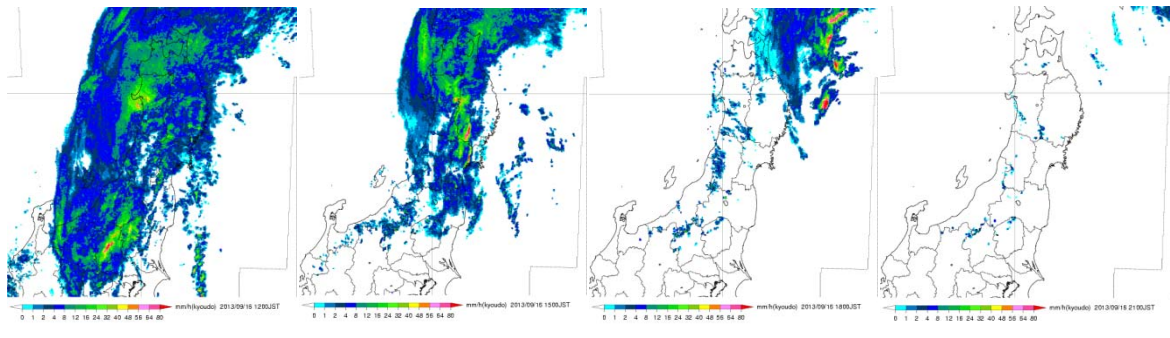 mm/h(kyoudo) 2013/09/16 1200JST
0 1 2 4 8 12 16 24 32 40 48 56 64 80
mm/h(kyoudo) 2013/09/16 1500JST
0 1 2 4 8 12 16 24 32 40 48 56 64 80
mm/h(kyoudo) 2013/09/16 1800JST
0 1 2 4 8 12 16 24 32 40 48 56 64 80
mm/h(kyoudo) 2013/09/16 2100JST
0 1 2 4 8 12 16 24 32 40 48 56 64 80